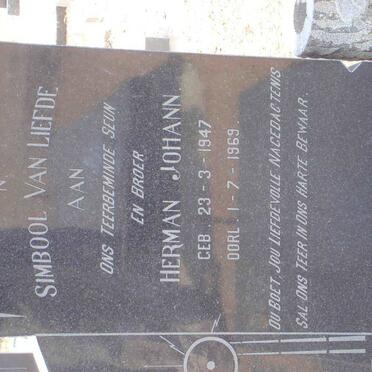 N
SIMBOOL VAN LIEFDE
AAN
ONS TEERBEMINDE SEUN
EN BROER
HERMAN JOHANN
GEB. 23-3-1947
OORL. 1-7-1969.
OU BOET, JOU LIEFDEVOLLE NAGEDAGTENIS
SAL ONS TEER IN ONS HARTE BEWAAR.